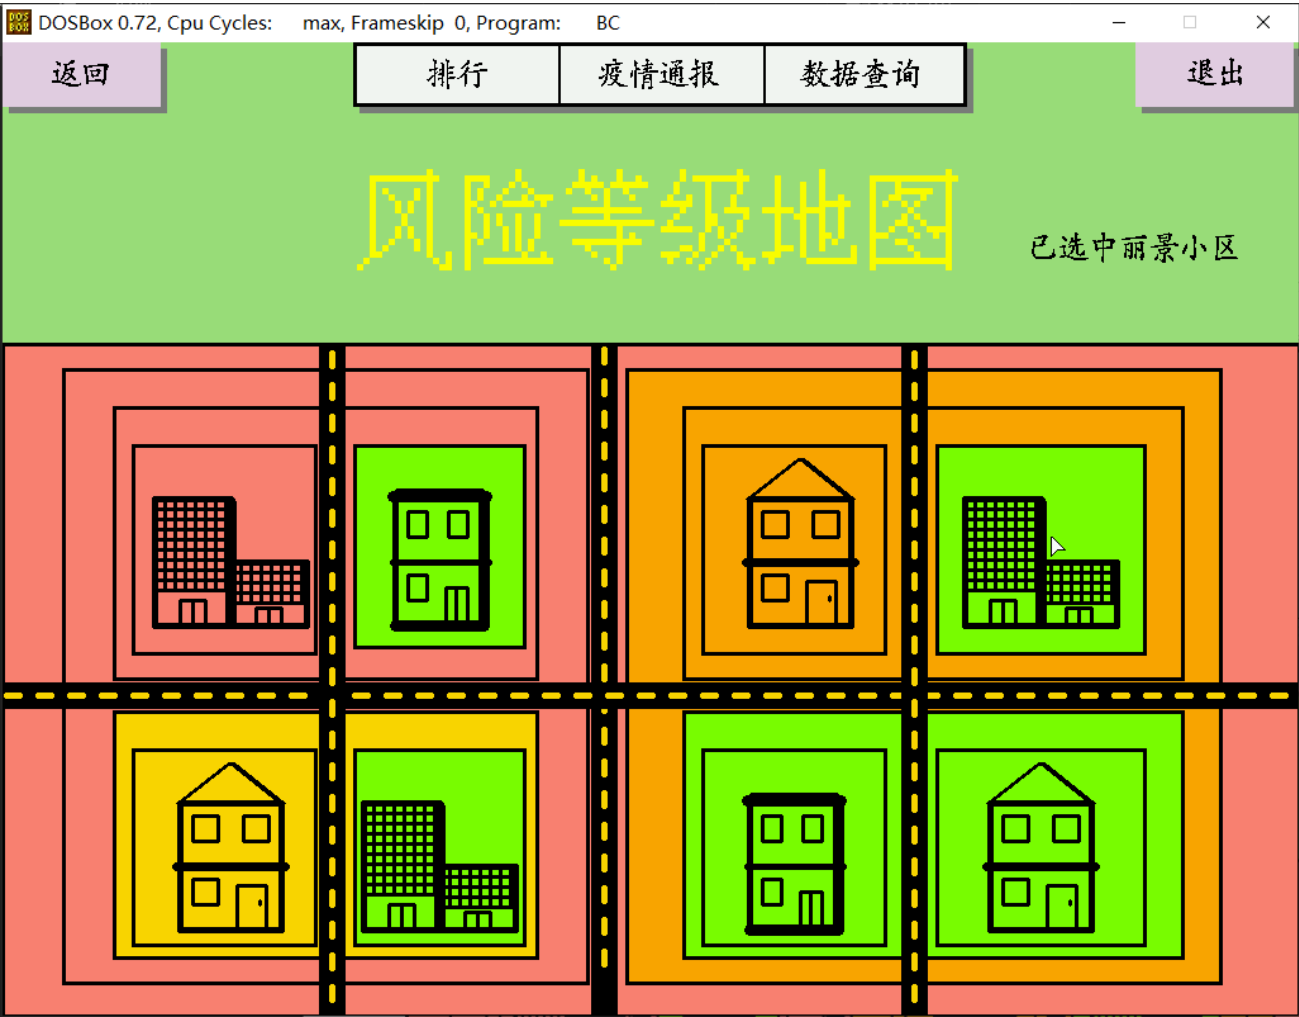 DOSBox 0.72, Cpu Cycles: max, Frameskip 0, Program: BC
返回 排行 疫情通报 数据查询 退出
风险等级地图
已选中丽景小区